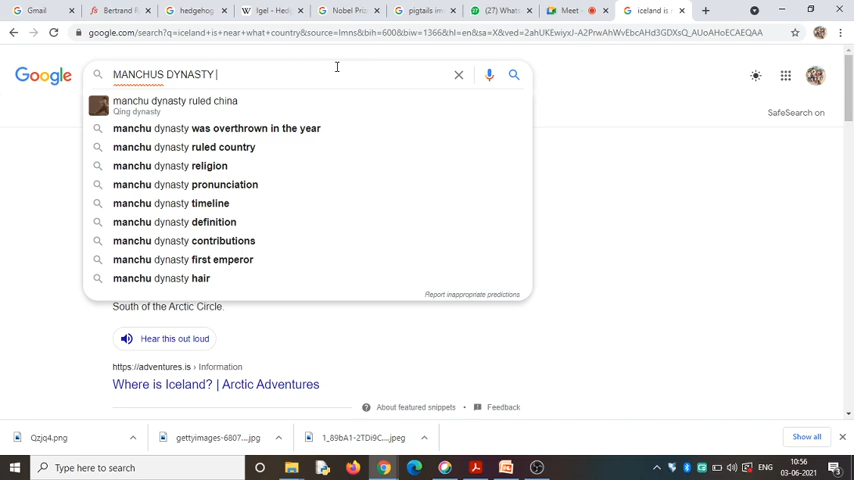 Gmail
Bertrand R
hedgehog
Igel - Hed
Nobel Priz
pigtails im
(27) Whats
Meet -
iceland is n
google.com/search?q=iceland+is+near+what+country&source=lmns&bih=600&biw=1366&hl=en&sa=X&ved=2ahUKEwiyxJ-A2PrwAhWvEbcAHd3GDXsQ_AUoAHoECAEQAA
Google
MANCHUS DYNASTY
manchu dynasty ruled china
Qing dynasty
manchu dynasty was overthrown in the year
manchu dynasty ruled country
manchu dynasty religion
manchu dynasty pronunciation
manchu dynasty timeline
manchu dynasty definition
manchu dynasty contributions
manchu dynasty first emperor
manchu dynasty hair
Report inappropriate predictions
SafeSearch on
South of the Arctic Circle.
Hear this out loud
https://adventures.is › Information
Where is Iceland? | Arctic Adventures
About featured snippets • Feedback
Qzjq4.png
gettyimages-6807....jpg
1_89bA1-2TDi9C....jpeg
Show all
Type here to search
ENG
10:56
03-06-2021